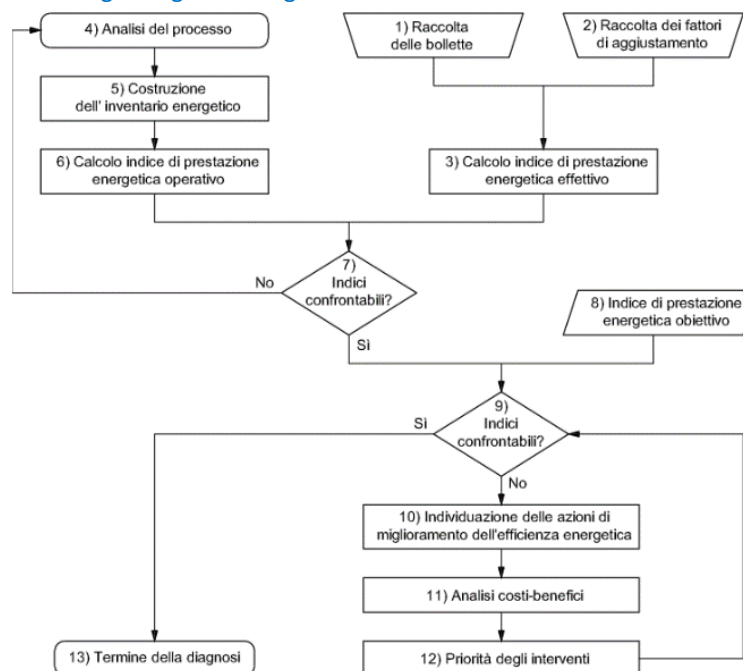 4) Analisi del processo
1) Raccolta
delle bollette
2) Raccolta dei fattori
di aggiustamento
5) Costruzione
dell' inventario energetico
6) Calcolo indice di prestazione
energetica operativo
3) Calcolo indice di prestazione
energetica effettivo
7)
Indici
confrontabili?
No
Sì
8) Indice di prestazione
energetica obiettivo
9)
Indici
confrontabili?
Sì
No
10) Individuazione delle azioni di
miglioramento dell'efficienza energetica
11) Analisi costi-benefici
12) Priorità degli interventi
13) Termine della diagnosi